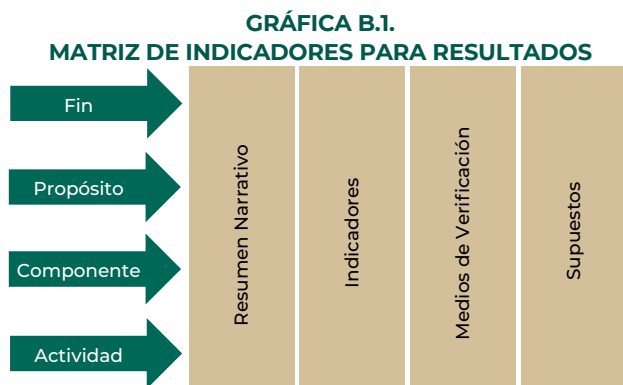 GRÁFICA B.1.
MATRIZ DE INDICADORES PARA RESULTADOS
Fin
Propósito
Componente
Actividad
Resumen Narrativo
Indicadores
Medios de Verificación
Supuestos